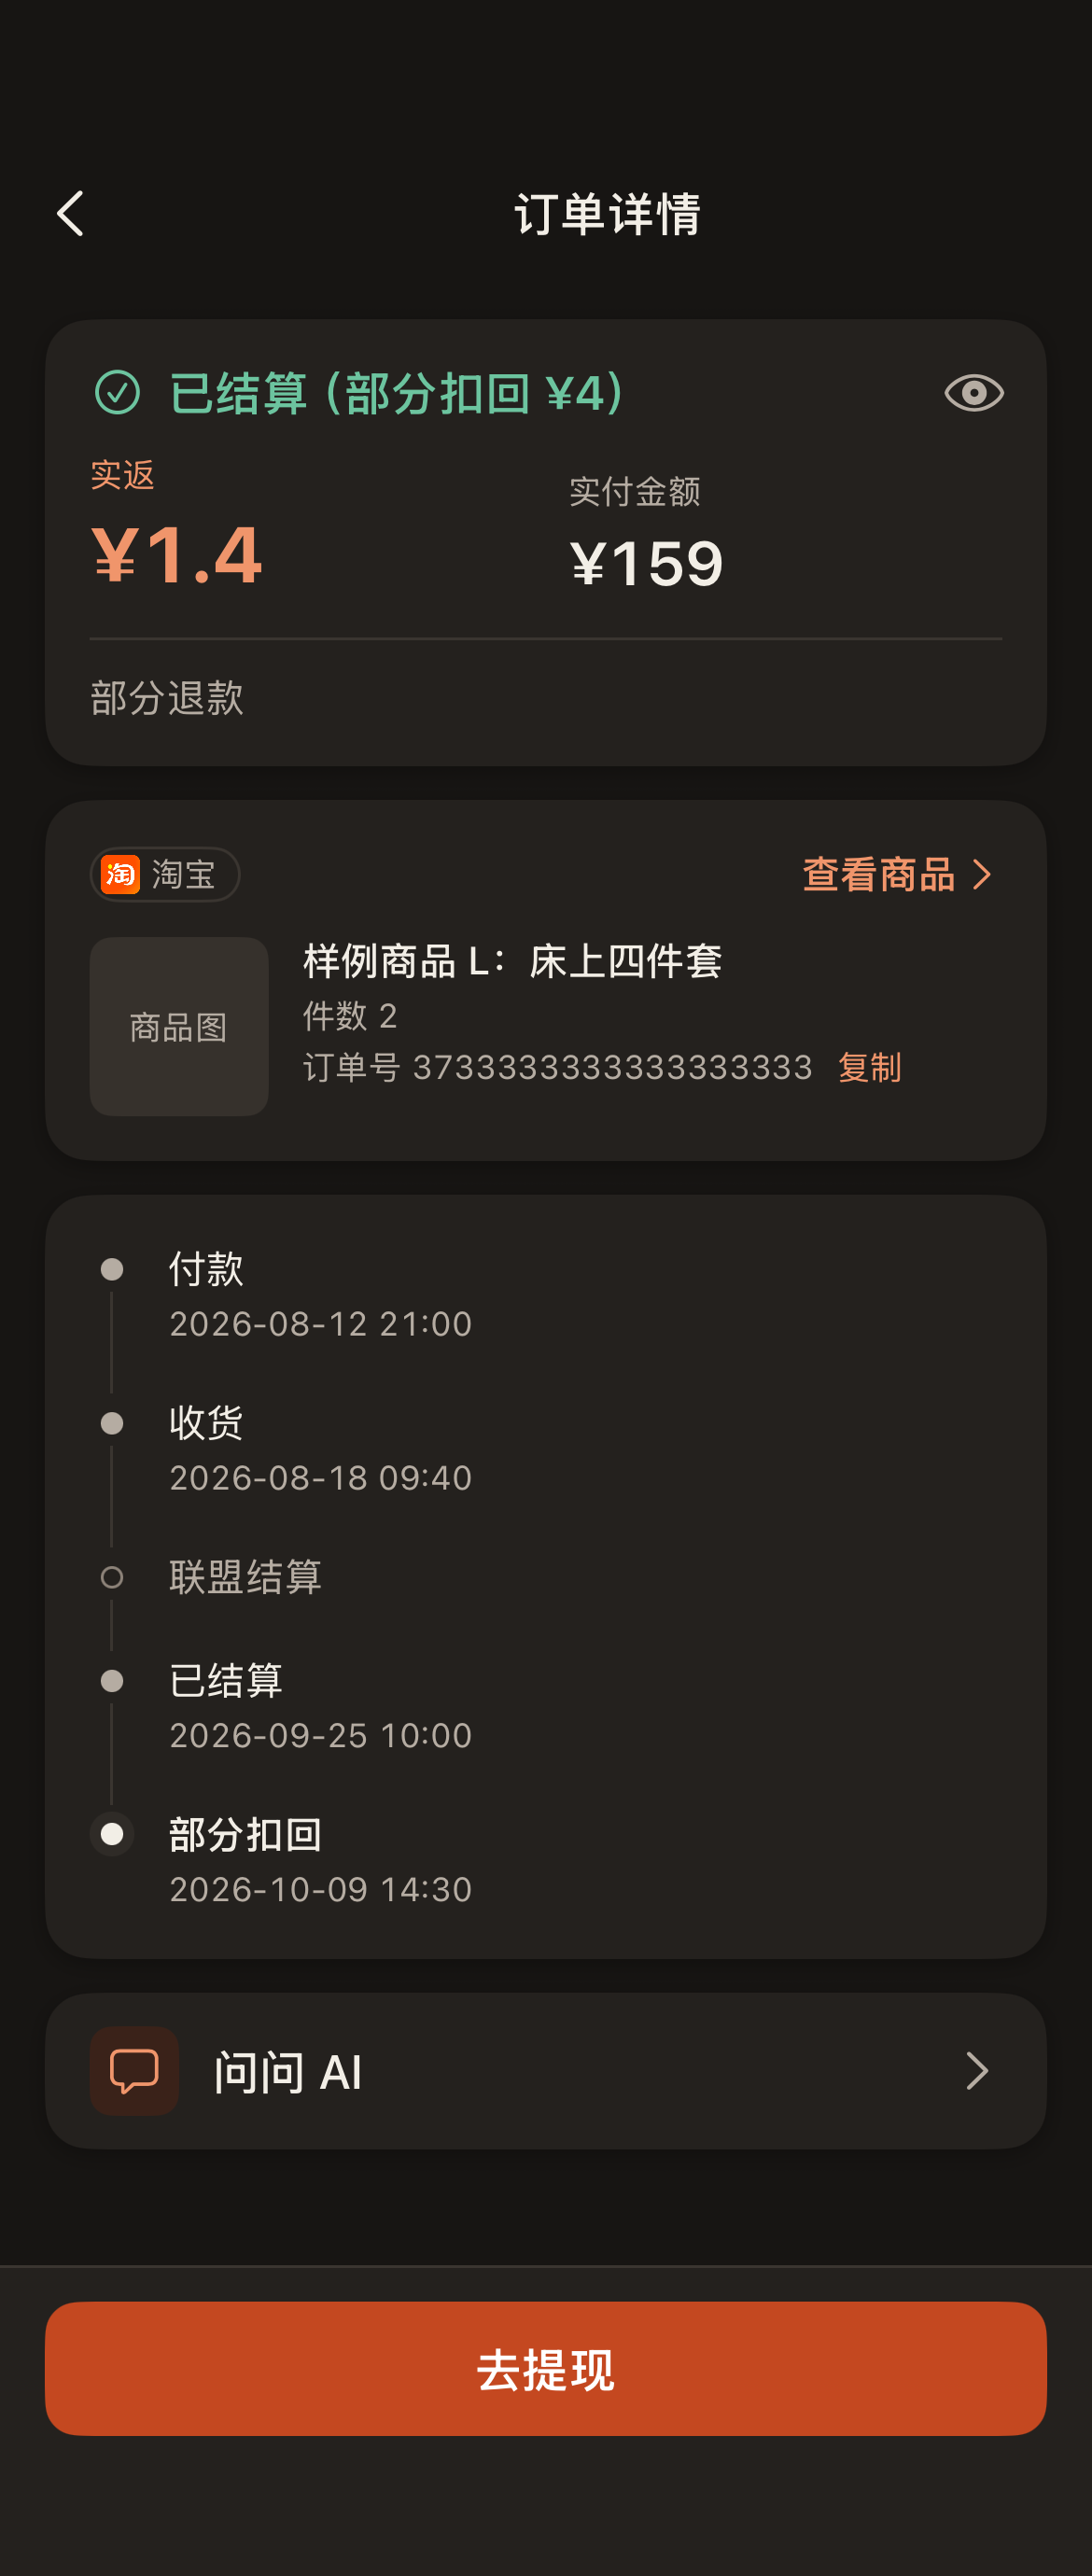 订单详情
已结算 (部分扣回 ¥4)
实返
¥1.4
实付金额
¥159
部分退款
淘 淘宝
查看商品
商品图
样例商品 L：床上四件套
件数 2
订单号 3733333333333333333 复制
付款
2026-08-12 21:00
收货
2026-08-18 09:40
联盟结算
已结算
2026-09-25 10:00
部分扣回
2026-10-09 14:30
问问 AI
去提现